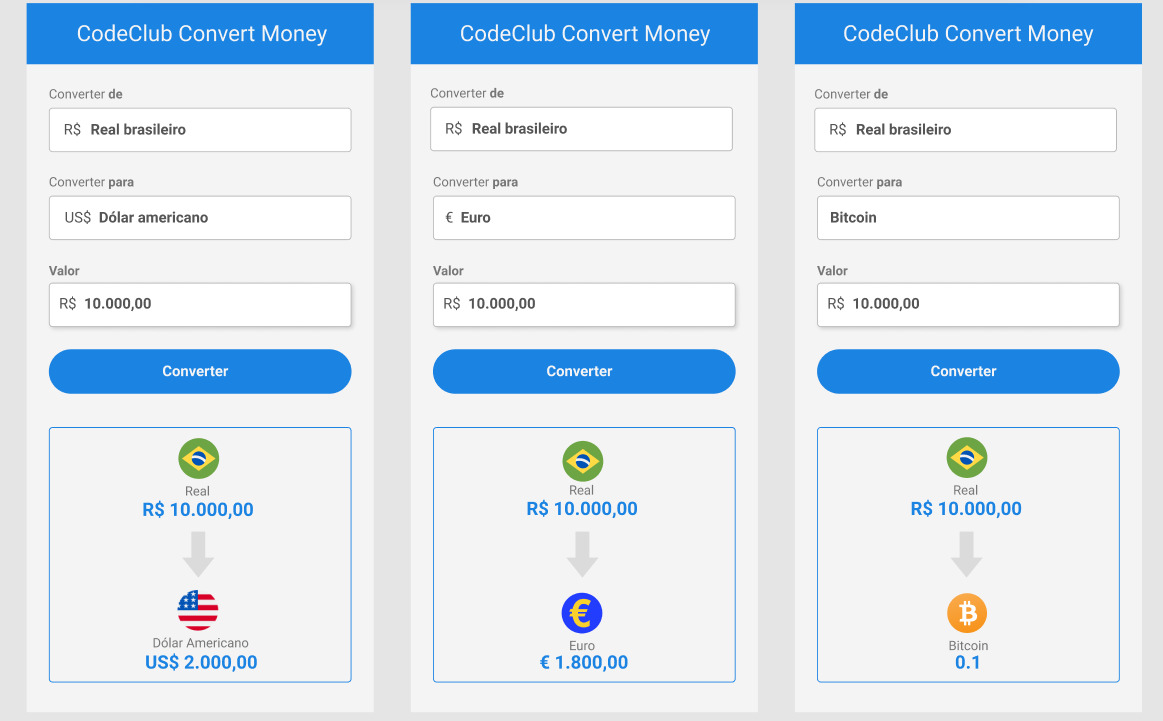 CodeClub Convert Money
Converter de
R$ Real brasileiro
Converter para
US$ Dólar americano
Valor
R$ 10.000,00
Converter
Real
R$ 10.000,00
Dólar Americano
US$ 2.000,00
CodeClub Convert Money
Converter de
R$ Real brasileiro
Converter para
€ Euro
Valor
R$ 10.000,00
Converter
Real
R$ 10.000,00
€
Euro
€ 1.800,00
CodeClub Convert Money
Converter de
R$ Real brasileiro
Converter para
Bitcoin
Valor
R$ 10.000,00
Converter
Real
R$ 10.000,00
₿
Bitcoin
0.1